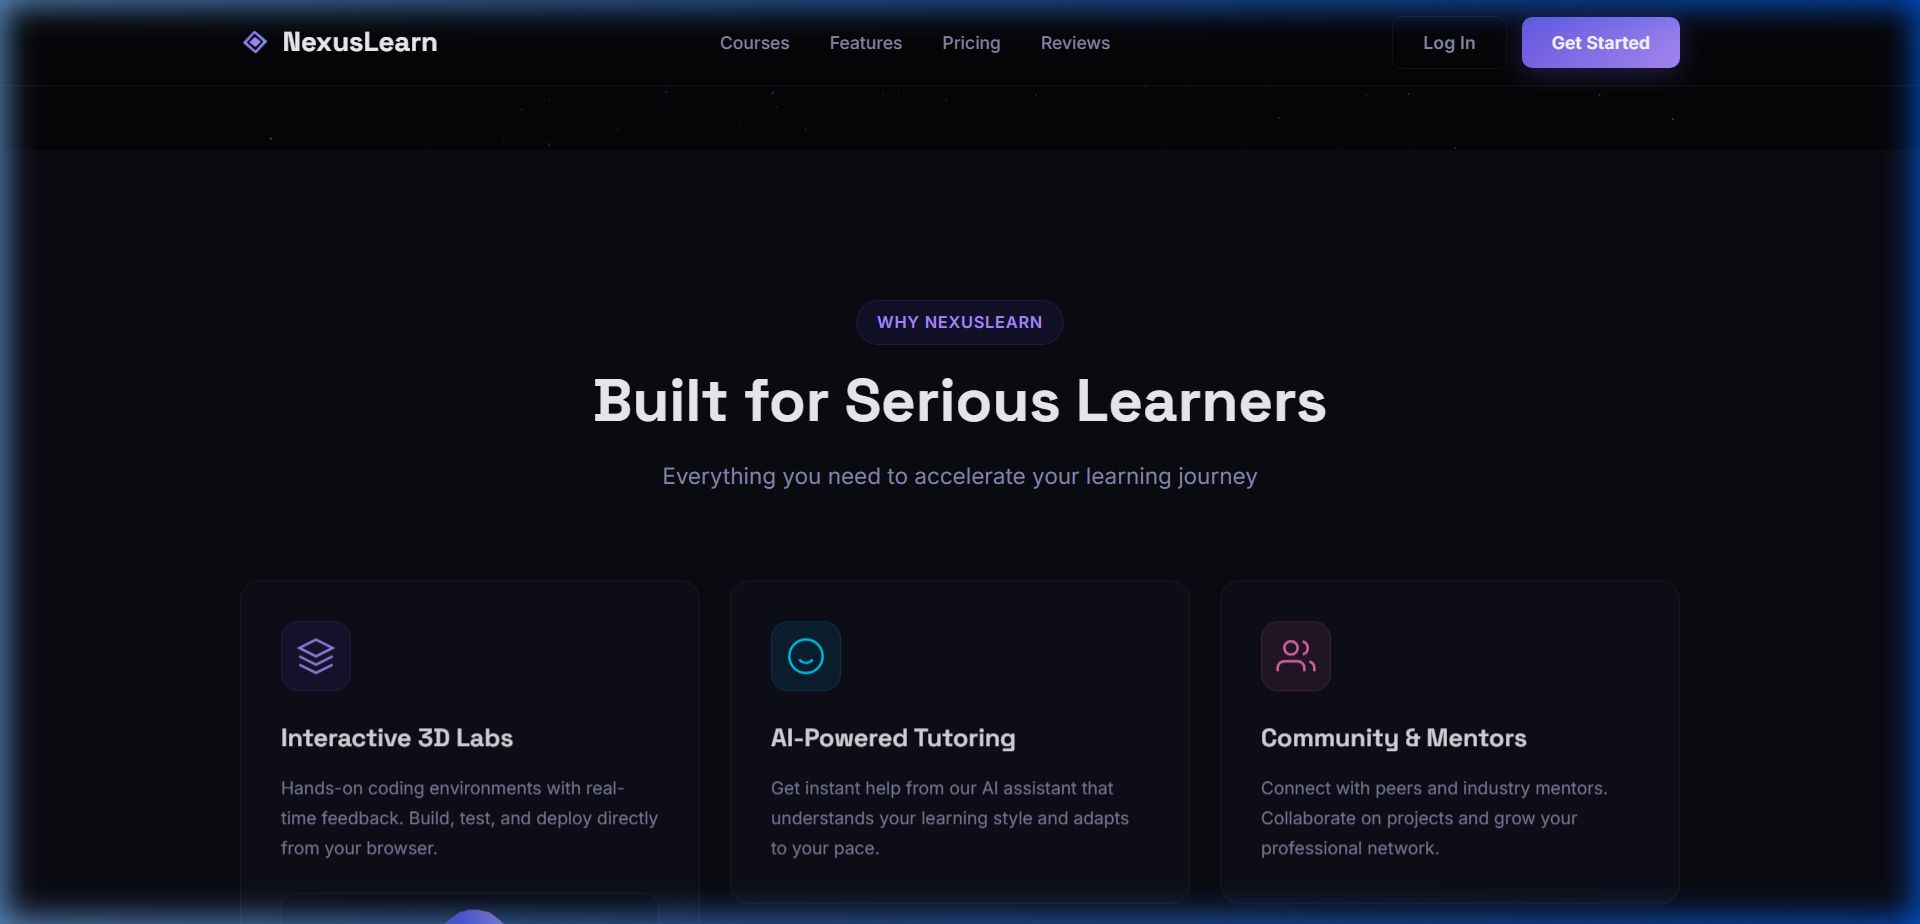 NexusLearn
Courses
Features
Pricing
Reviews
Log In
Get Started
WHY NEXUSLEARN
Built for Serious Learners
Everything you need to accelerate your learning journey
Interactive 3D Labs
Hands-on coding environments with real-
time feedback. Build, test, and deploy directly
from your browser.
AI-Powered Tutoring
Get instant help from our AI assistant that
understands your learning style and adapts
to your pace.
Community & Mentors
Connect with peers and industry mentors.
Collaborate on projects and grow your
professional network.